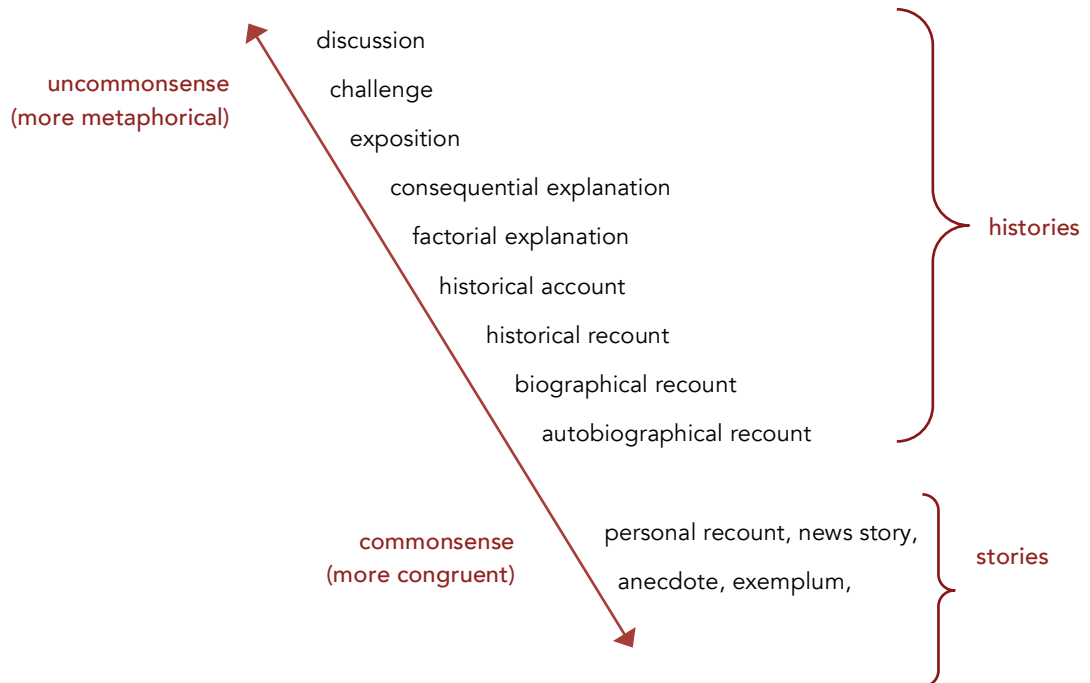 discussion
uncommonsense
(more metaphorical)
challenge
exposition
consequential explanation
factorial explanation
histories
historical account
historical recount
biographical recount
autobiographical recount
commonsense
(more congruent)
personal recount, news story,
anecdote, exemplum,
stories